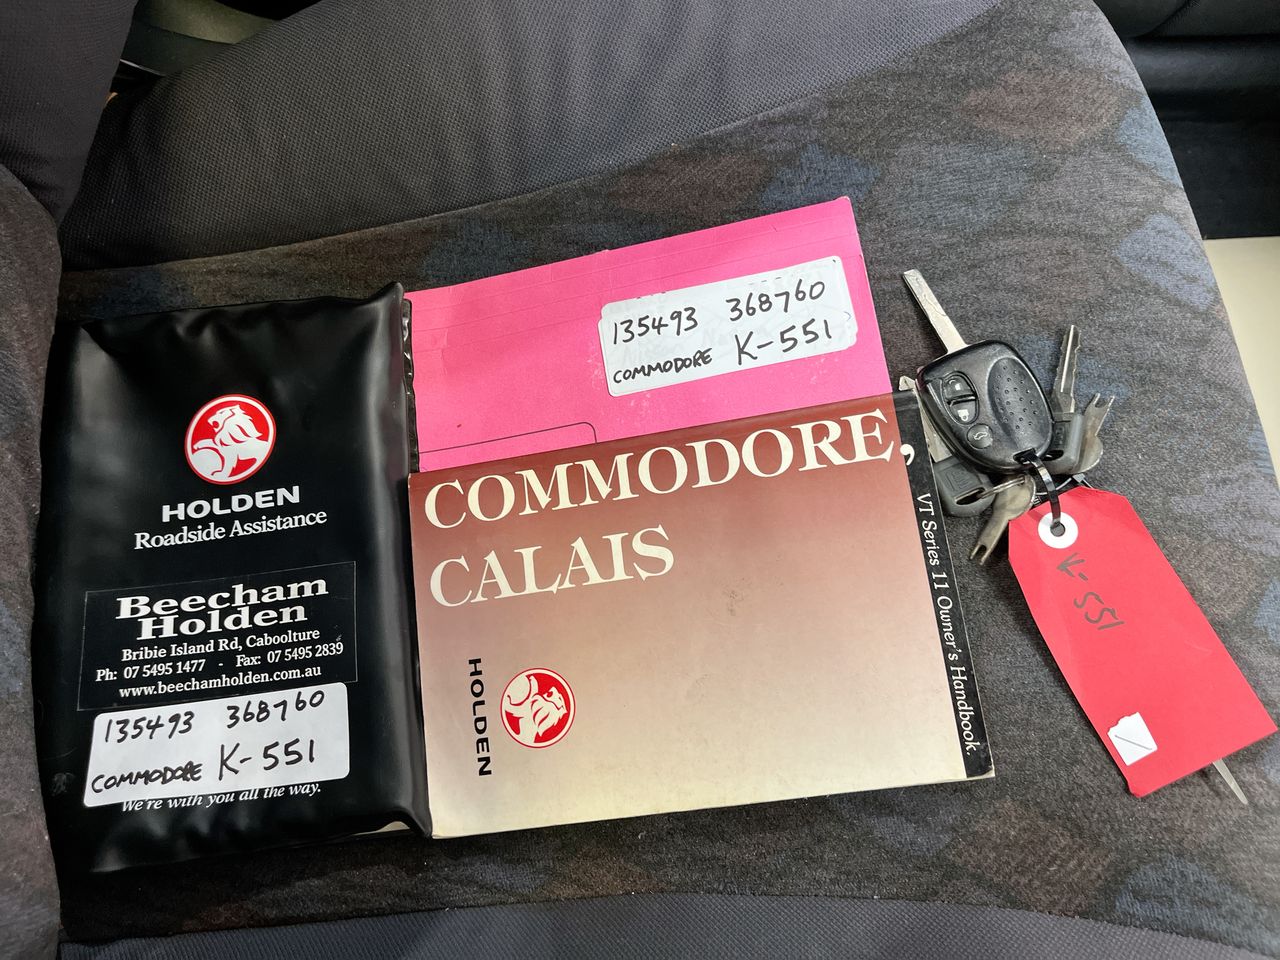 HOLDEN
Roadside Assistance
Beecham
Holden
Bribie Island Rd, Caboolture
Ph: 07 5495 1477 - Fax: 07 5495 2839
www.beechamholden.com.au
135493 368760
COMMODORE K-551
We're with you all the way.
135493 368760
COMMODORE K-551
COMMODORE,
CALAIS
HOLDEN
VT Series 11 Owner's Handbook.
K-551